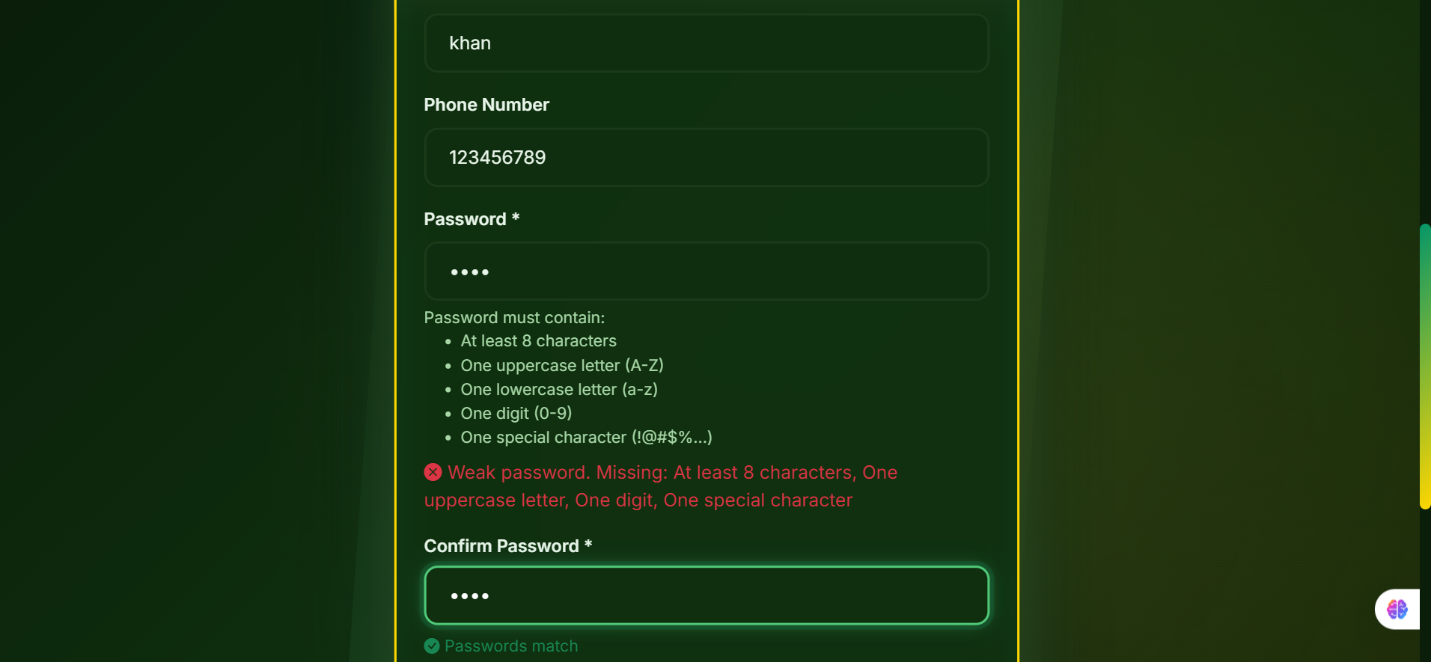 khan
Phone Number
123456789
Password *
••••
Password must contain:
• At least 8 characters
• One uppercase letter (A-Z)
• One lowercase letter (a-z)
• One digit (0-9)
• One special character (!@#$%...)
Weak password. Missing: At least 8 characters, One
uppercase letter, One digit, One special character
Confirm Password *
••••
Passwords match